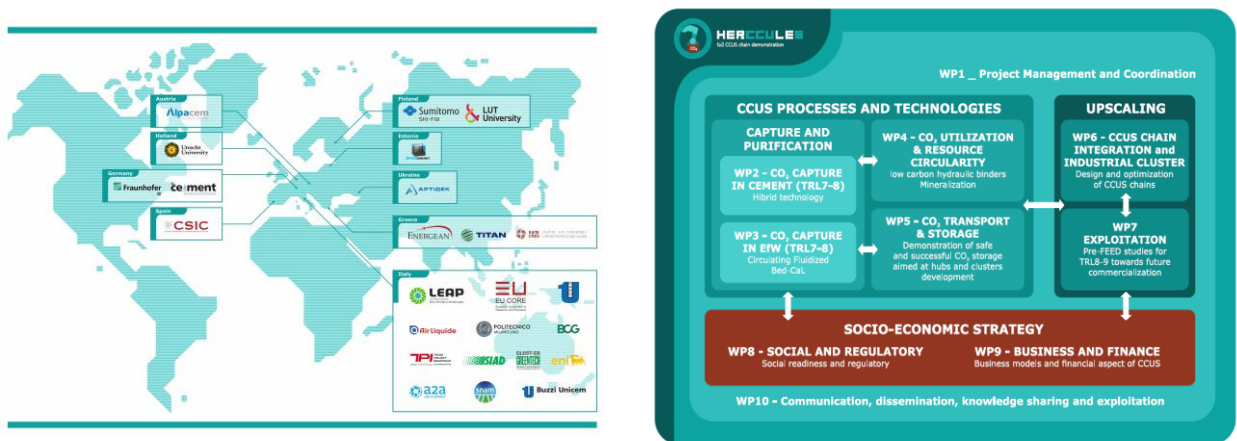 Austria
Alpacem
Holland
Utrecht
University
Germany
Fraunhofer
cement
Spain
CSIC
Finland
Sumitomo
SHI-FW
LUT
University
Estonia
Ukraine
APTIGEK
Greece
ENERGEAN
TITAN
Italy
LEAP
EU CORE
Air Liquide
POLITECNICO
MILANO 1863
BCG
TPI
SIAD
CLUST-ER
GREENTECH
eni
a2a
snam
Buzzi Unicem
HERCCULES
full CCUS chain demonstration
CO₂
WP1 _ Project Management and Coordination
CCUS PROCESSES AND TECHNOLOGIES
CAPTURE AND
PURIFICATION
WP2 - CO₂ CAPTURE
IN CEMENT (TRL7-8)
Hibrid technology
WP3 - CO₂ CAPTURE
IN EfW (TRL7-8)
Circulating Fluidized
Bed-CaL
WP4 - CO₂ UTILIZATION
& RESOURCE
CIRCULARITY
low carbon hydraulic binders
Mineralization
WP5 - CO₂ TRANSPORT
& STORAGE
Demonstration of safe
and successful CO₂ storage
aimed at hubs and clusters
development
UPSCALING
WP6 - CCUS CHAIN
INTEGRATION and
INDUSTRIAL CLUSTER
Design and optimization
of CCUS chains
WP7
EXPLOITATION
Pre-FEED studies for
TRL8-9 towards future
commercialization
SOCIO-ECONOMIC STRATEGY
WP8 - SOCIAL AND REGULATORY
Social readiness and regulatory
WP9 - BUSINESS AND FINANCE
Business models and financial aspect of CCUS
WP10 - Communication, dissemination, knowledge sharing and exploitation